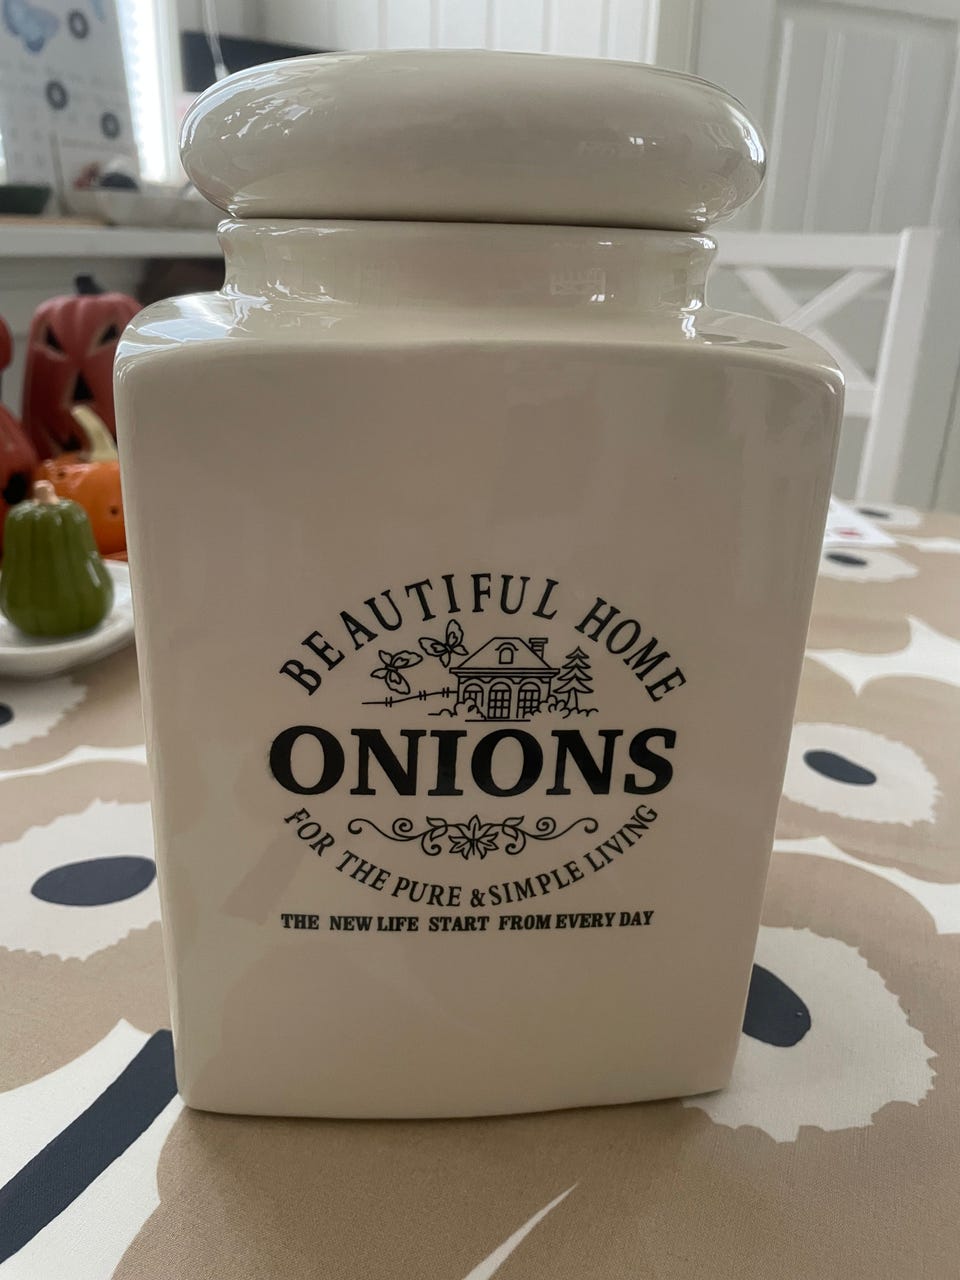 BEAUTIFUL HOME
ONIONS
FOR THE PURE & SIMPLE LIVING
THE NEW LIFE START FROM EVERY DAY